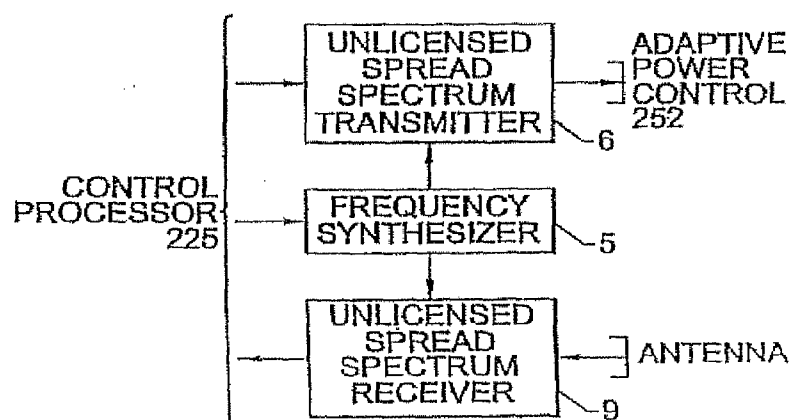 UNLICENSED
SPREAD
SPECTRUM
TRANSMITTER
6
ADAPTIVE
POWER
CONTROL
252
CONTROL
PROCESSOR
225
FREQUENCY
SYNTHESIZER
5
UNLICENSED
SPREAD
SPECTRUM
RECEIVER
9
ANTENNA